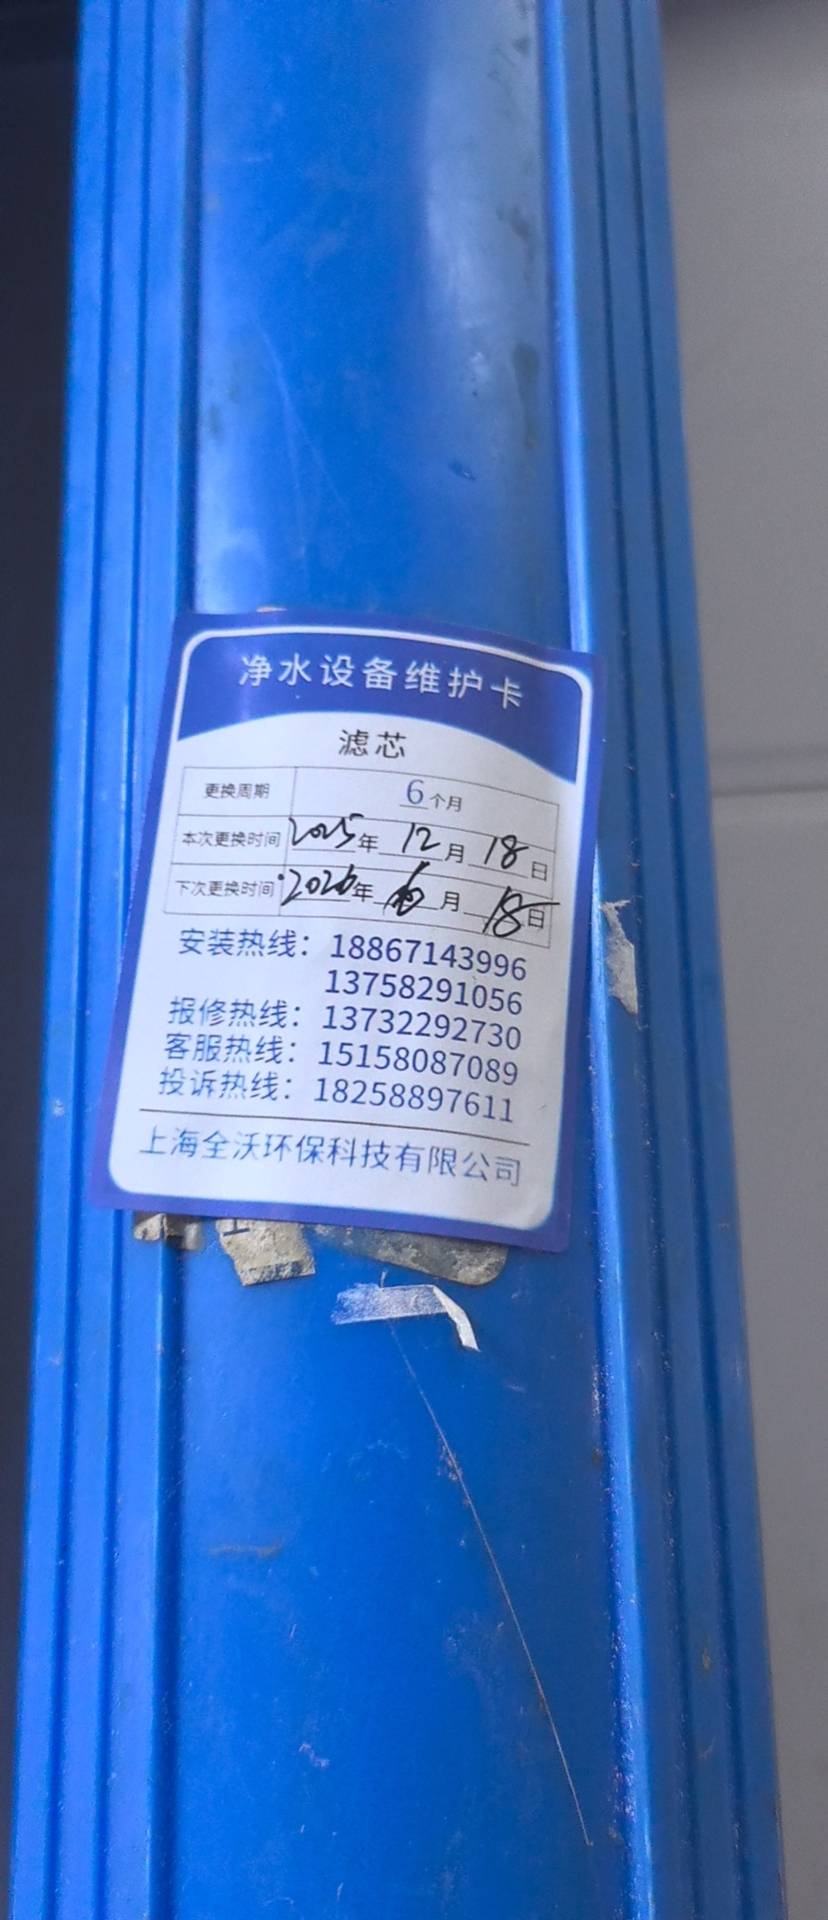 净水设备维护卡
滤芯
更换周期 6个月
本次更换时间 2025年12月18日
下次更换时间 2026年6月18日
安装热线：18867143996
13758291056
报修热线：13732292730
客服热线：15158087089
投诉热线：18258897611
上海全沃环保科技有限公司